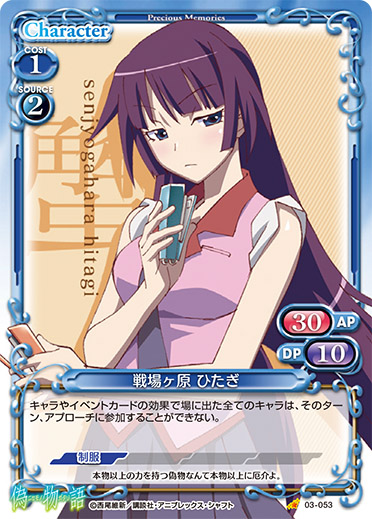 Precious Memories
Character
COST
1
SOURCE
2
senjyogahara hitagi
30 AP
DP 10
戦場ヶ原 ひたぎ
キャラやイベントカードの効果で場に出た全てのキャラは、そのター
ン、アプローチに参加することができない。
制服
本物以上の力を持つ偽物なんて本物以上に厄介よ。
偽物語
©西尾維新／講談社・アニプレックス・シャフト
03-053